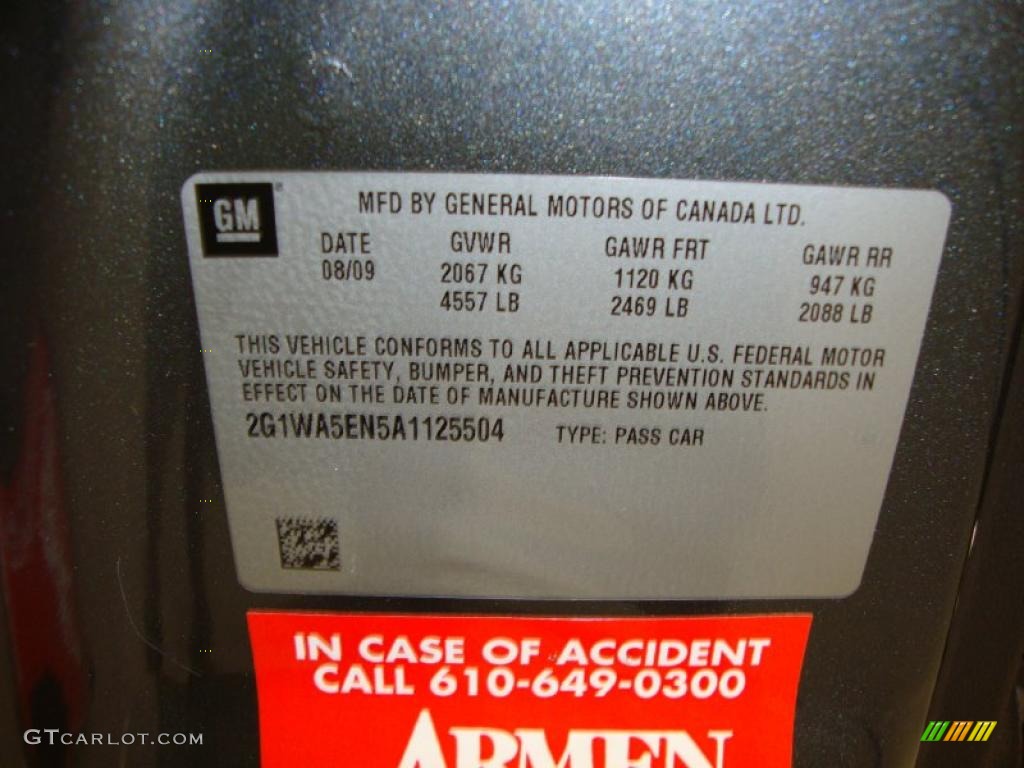 GM
MFD BY GENERAL MOTORS OF CANADA LTD.
DATE GVWR GAWR FRT GAWR RR
08/09 2067 KG 1120 KG 947 KG
4557 LB 2469 LB 2088 LB
THIS VEHICLE CONFORMS TO ALL APPLICABLE U.S. FEDERAL MOTOR
VEHICLE SAFETY, BUMPER, AND THEFT PREVENTION STANDARDS IN
EFFECT ON THE DATE OF MANUFACTURE SHOWN ABOVE.
2G1WA5EN5A1125504 TYPE: PASS CAR
IN CASE OF ACCIDENT
CALL 610-649-0300
ARMEN
GTCARLOT.COM